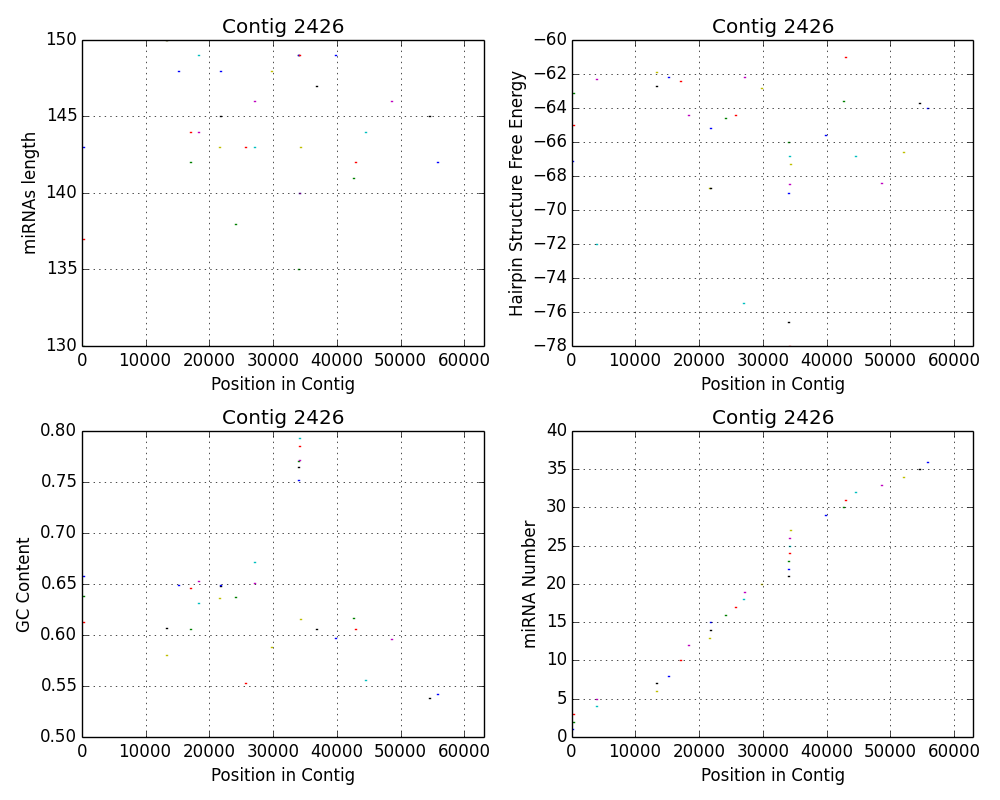 Contig 2426
miRNAs length
150
145
140
135
130
0 10000 20000 30000 40000 50000 60000
Position in Contig
Contig 2426
Hairpin Structure Free Energy
−60
−62
−64
−66
−68
−70
−72
−74
−76
−78
0 10000 20000 30000 40000 50000 60000
Position in Contig
Contig 2426
GC Content
0.80
0.75
0.70
0.65
0.60
0.55
0.50
0 10000 20000 30000 40000 50000 60000
Position in Contig
Contig 2426
miRNA Number
40
35
30
25
20
15
10
5
0
0 10000 20000 30000 40000 50000 60000
Position in Contig